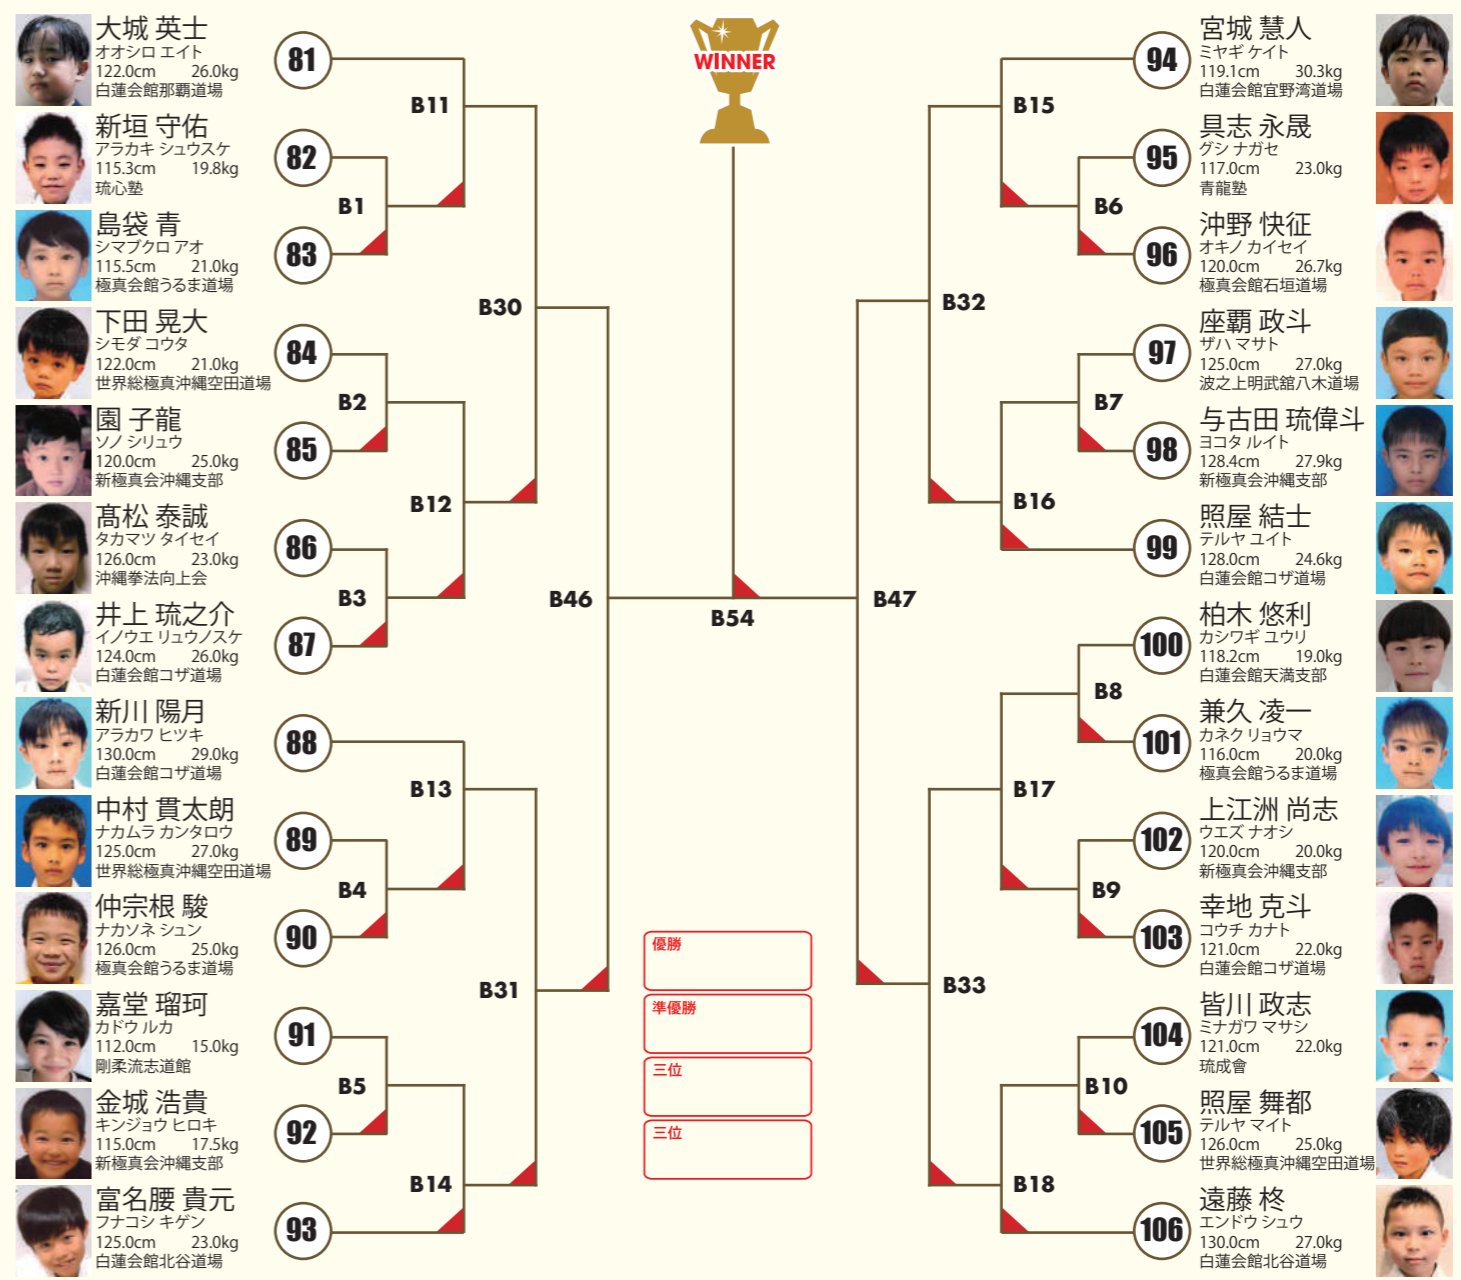 大城 英士
オオシロ エイト
122.0cm 26.0kg
白蓮会館那覇道場
81
新垣 守佑
アラカキ シュウスケ
115.3cm 19.8kg
琉心塾
82
島袋 青
シマブクロ アオ
115.5cm 21.0kg
極真会館うるま道場
83
下田 晃大
シモダ コウタ
122.0cm 21.0kg
世界総極真沖縄空田道場
84
園 子龍
ソノ シリュウ
120.0cm 25.0kg
新極真会沖縄支部
85
髙松 泰誠
タカマツ タイセイ
126.0cm 23.0kg
沖縄拳法向上会
86
井上 琉之介
イノウエ リュウノスケ
124.0cm 26.0kg
白蓮会館コザ道場
87
新川 陽月
アラカワ ヒツキ
130.0cm 29.0kg
白蓮会館コザ道場
88
中村 貫太朗
ナカムラ カンタロウ
125.0cm 27.0kg
世界総極真沖縄空田道場
89
仲宗根 駿
ナカソネ シュン
126.0cm 25.0kg
極真会館うるま道場
90
嘉堂 瑠珂
カドウ ルカ
112.0cm 15.0kg
剛柔流志道館
91
金城 浩貴
キンジョウ ヒロキ
115.0cm 17.5kg
新極真会沖縄支部
92
富名腰 貴元
フナコシ キゲン
125.0cm 23.0kg
白蓮会館北谷道場
93
B11
B1
B30
B2
B12
B3
B46
B13
B4
B31
B5
B14
WINNER
B54
優勝
準優勝
三位
三位
B15
B6
B32
B7
B16
B47
B8
B17
B9
B33
B10
B18
94
宮城 慧人
ミヤギ ケイト
119.1cm 30.3kg
白蓮会館宜野湾道場
95
具志 永晟
グシ ナガセ
117.0cm 23.0kg
青龍塾
96
沖野 快征
オキノ カイセイ
120.0cm 26.7kg
極真会館石垣道場
97
座覇 政斗
ザハ マサト
125.0cm 27.0kg
波之上明武舘八木道場
98
与古田 琉偉斗
ヨコタ ルイト
128.4cm 27.9kg
新極真会沖縄支部
99
照屋 結士
テルヤ ユイト
128.0cm 24.6kg
白蓮会館コザ道場
100
柏木 悠利
カシワギ ユウリ
118.2cm 19.0kg
白蓮会館天満支部
101
兼久 凌一
カネク リョウマ
116.0cm 20.0kg
極真会館うるま道場
102
上江洲 尚志
ウエズ ナオシ
120.0cm 20.0kg
新極真会沖縄支部
103
幸地 克斗
コウチ カナト
121.0cm 22.0kg
白蓮会館コザ道場
104
皆川 政志
ミナガワ マサシ
121.0cm 22.0kg
琉成會
105
照屋 舞都
テルヤ マイト
126.0cm 25.0kg
世界総極真沖縄空田道場
106
遠藤 柊
エンドウ シュウ
130.0cm 27.0kg
白蓮会館北谷道場